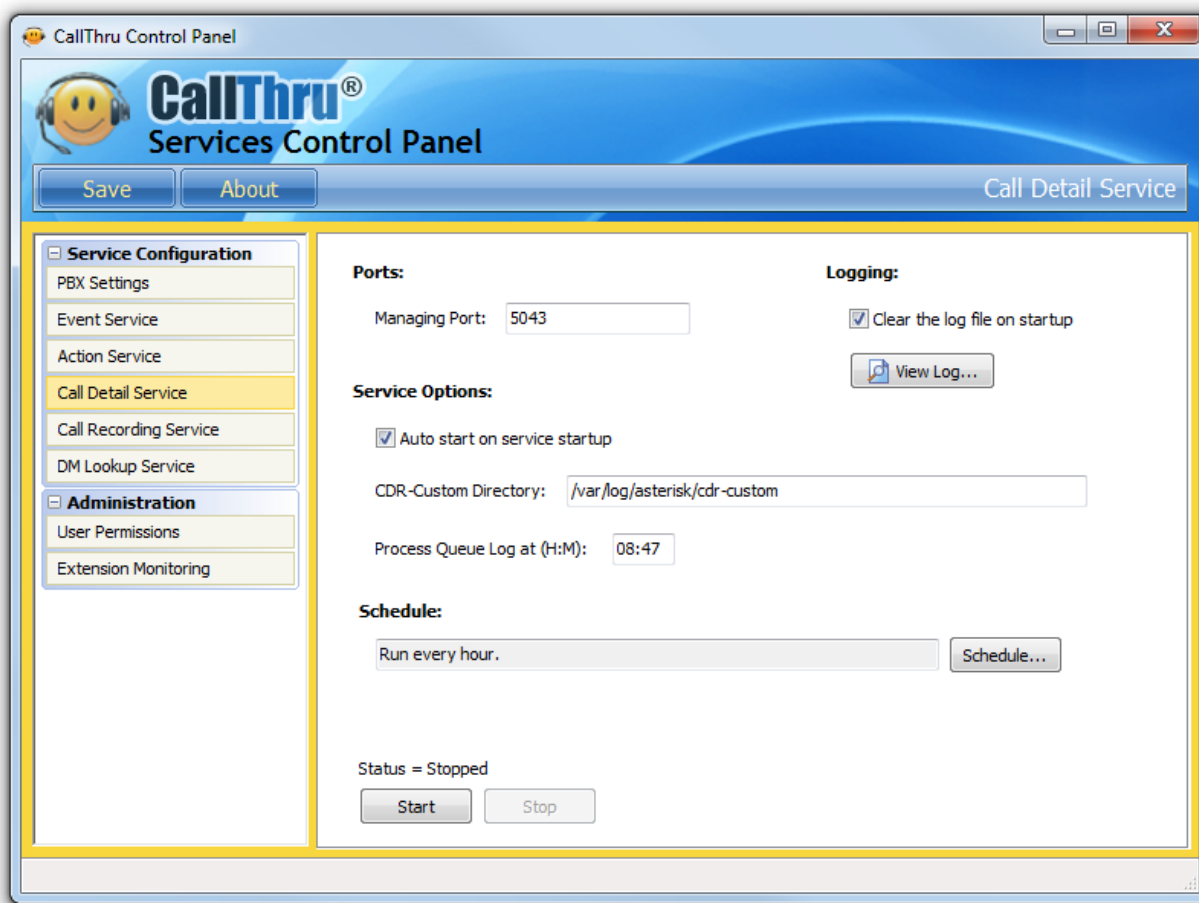 CallThru Control Panel
CallThru®
Services Control Panel
Save About Call Detail Service
Service Configuration
PBX Settings
Event Service
Action Service
Call Detail Service
Call Recording Service
DM Lookup Service
Administration
User Permissions
Extension Monitoring
Ports: Logging:
Managing Port: 5043 Clear the log file on startup
View Log...
Service Options:
Auto start on service startup
CDR-Custom Directory: /var/log/asterisk/cdr-custom
Process Queue Log at (H:M): 08:47
Schedule:
Run every hour. Schedule...
Status = Stopped
Start Stop